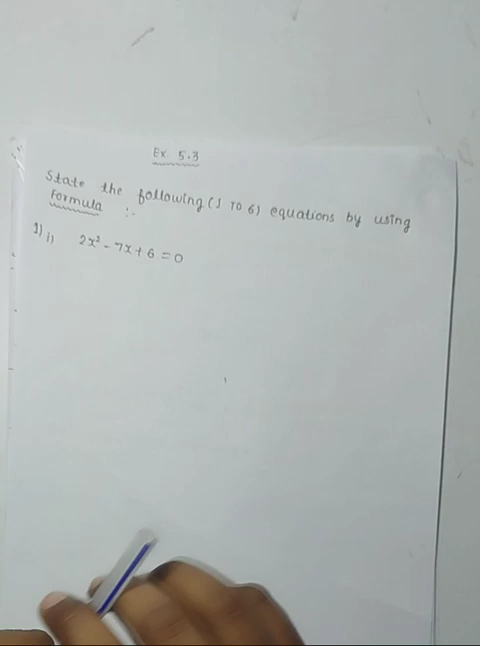 Ex 5.3
State the following (1 TO 6) equations by using
Formula :-
1) i) 2x² - 7x + 6 = 0